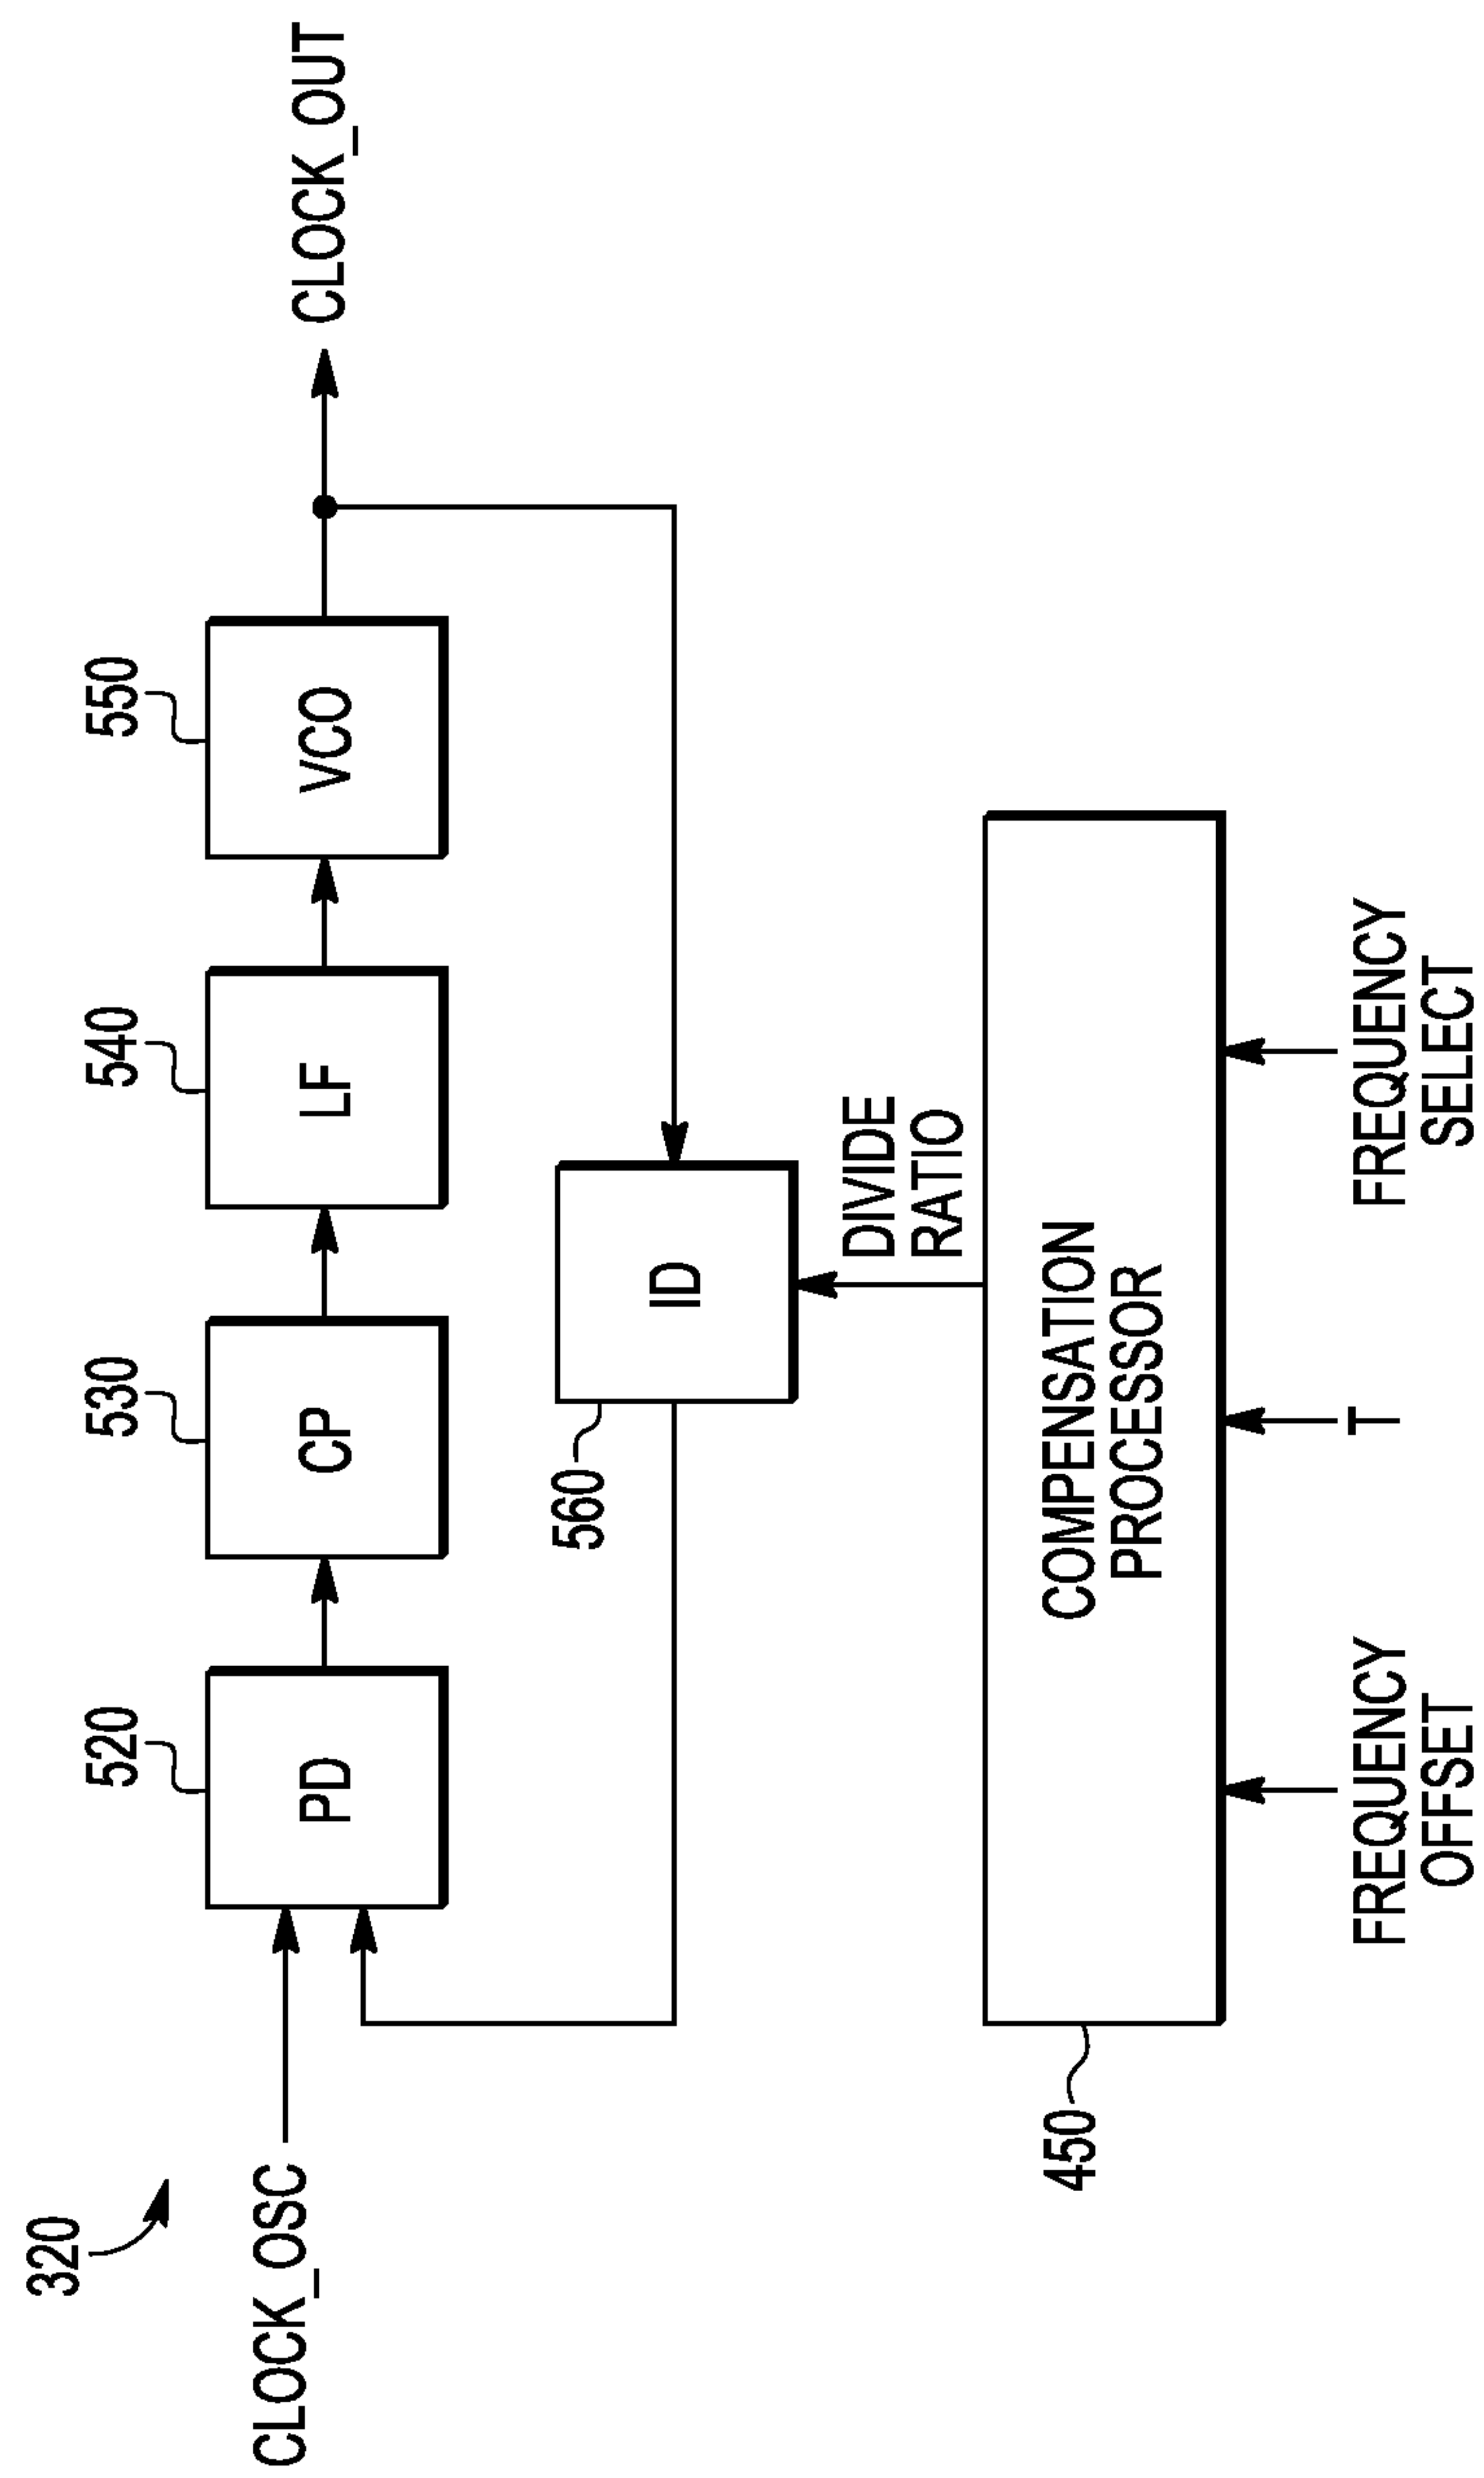 320
520
530
540
550
CLOCK_OSC
PD
CP
LF
VCO
CLOCK_OUT
560
ID
DIVIDE
RATIO
450
COMPENSATION
PROCESSOR
FREQUENCY
OFFSET
T
FREQUENCY
SELECT